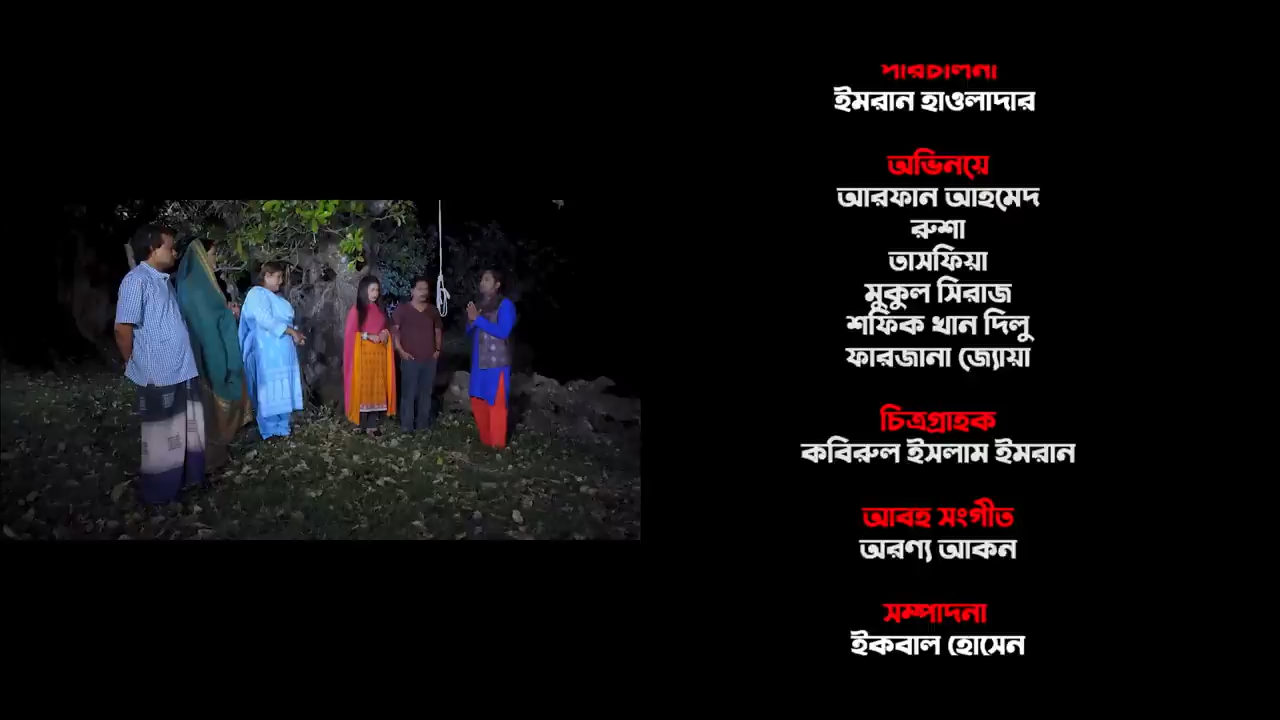 পরিচালনা
ইমরান হাওলাদার
অভিনয়ে
আরফান আহমেদ
রুশা
তাসফিয়া
মুকুল সিরাজ
শফিক খান দিলু
ফারজানা জ্যোয়া
চিত্রগ্রাহক
কবিরুল ইসলাম ইমরান
আবহ সংগীত
অরণ্য আকন
সম্পাদনা
ইকবাল হোসেন